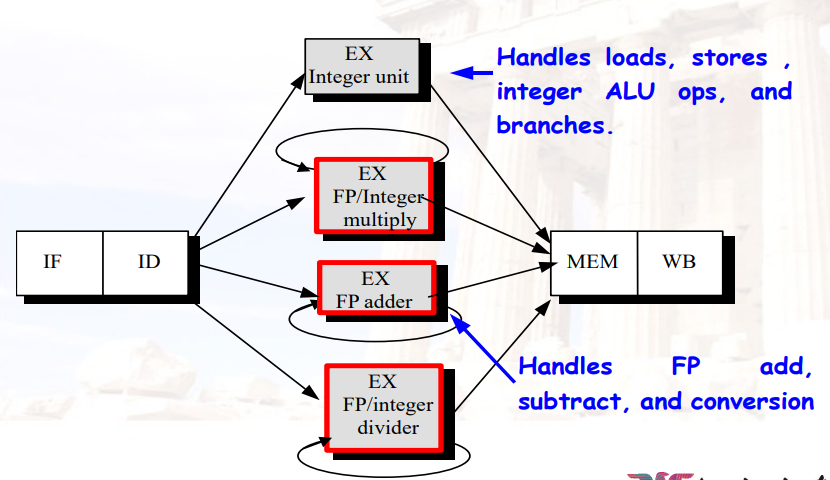 EX
Integer unit
Handles loads, stores ,
integer ALU ops, and
branches.
EX
FP/Integer
multiply
IF
ID
EX
FP adder
MEM
WB
EX
FP/integer
divider
Handles FP add,
subtract, and conversion